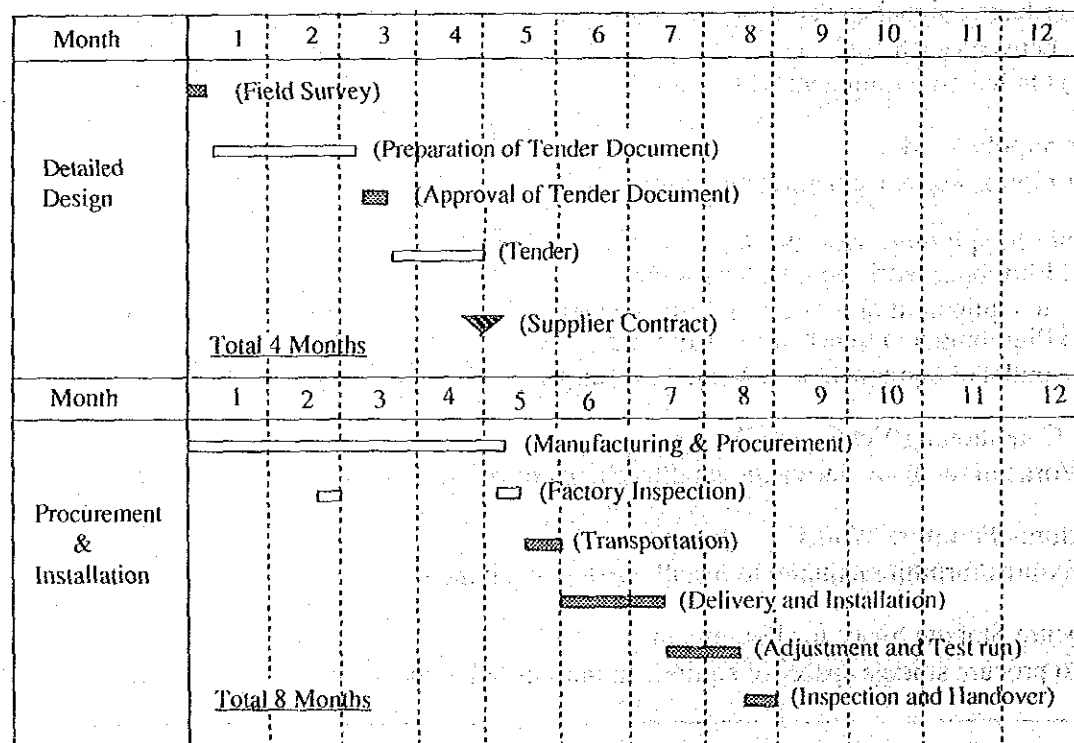 Month 1 2 3 4 5 6 7 8 9 10 11 12
(Field Survey)
(Preparation of Tender Document)
Detailed
Design
(Approval of Tender Document)
(Tender)
(Supplier Contract)
Total 4 Months
Month 1 2 3 4 5 6 7 8 9 10 11 12
(Manufacturing & Procurement)
(Factory Inspection)
Procurement
&
Installation
(Transportation)
(Delivery and Installation)
(Adjustment and Test run)
(Inspection and Handover)
Total 8 Months